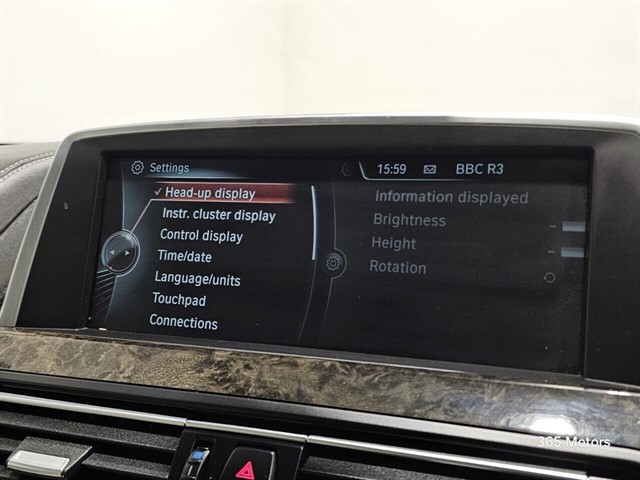 Settings
15:59 BBC R3
Head-up display
Instr. cluster display
Control display
Time/date
Language/units
Touchpad
Connections
Information displayed
Brightness
Height
Rotation
365 Motors